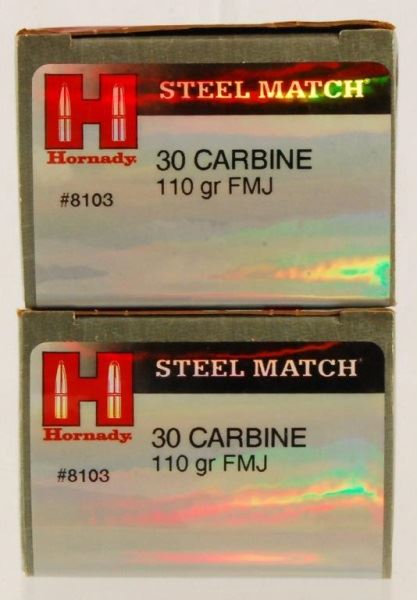 STEEL MATCH®
Hornady®
30 CARBINE
110 gr FMJ
#8103
STEEL MATCH®
Hornady®
30 CARBINE
110 gr FMJ
#8103